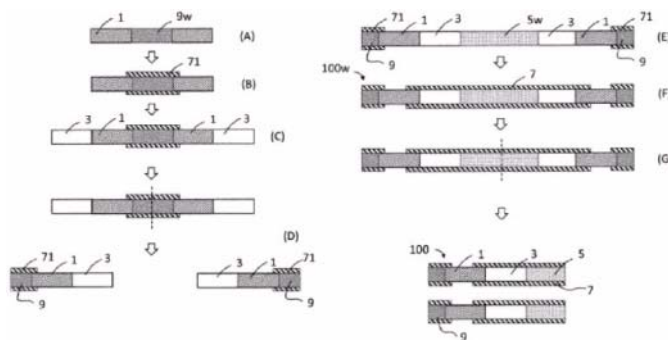 1 9w
(A)
71
(B)
3 1 1 3
(C)
(D)
71 1 3
9
3 1 71
9
71 1 3 5w 3 1 71
(E)
9 9
100w 7
(F)
(G)
100 1 3 5
7
9